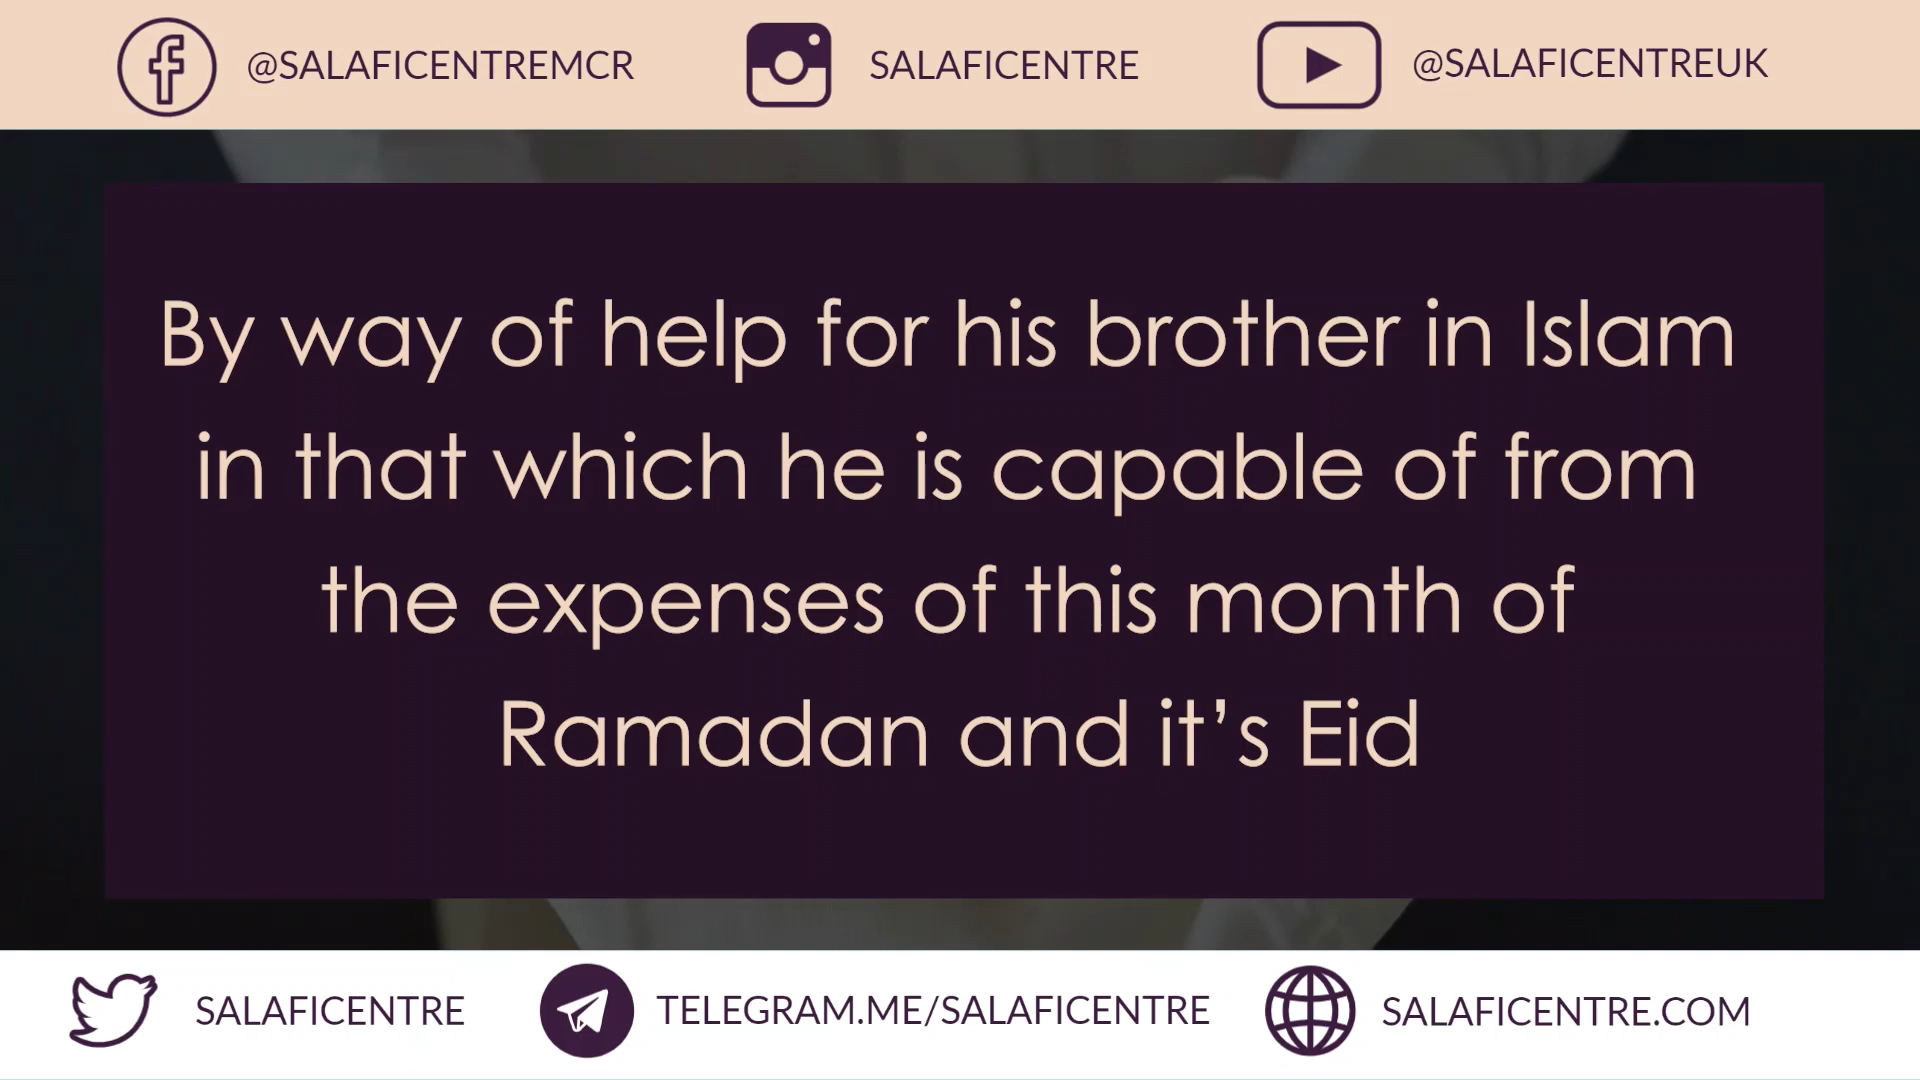 @SALAFICENTREMCR
SALAFICENTRE
@SALAFICENTREUK
By way of help for his brother in Islam
in that which he is capable of from
the expenses of this month of
Ramadan and it’s Eid
SALAFICENTRE
TELEGRAM.ME/SALAFICENTRE
SALAFICENTRE.COM